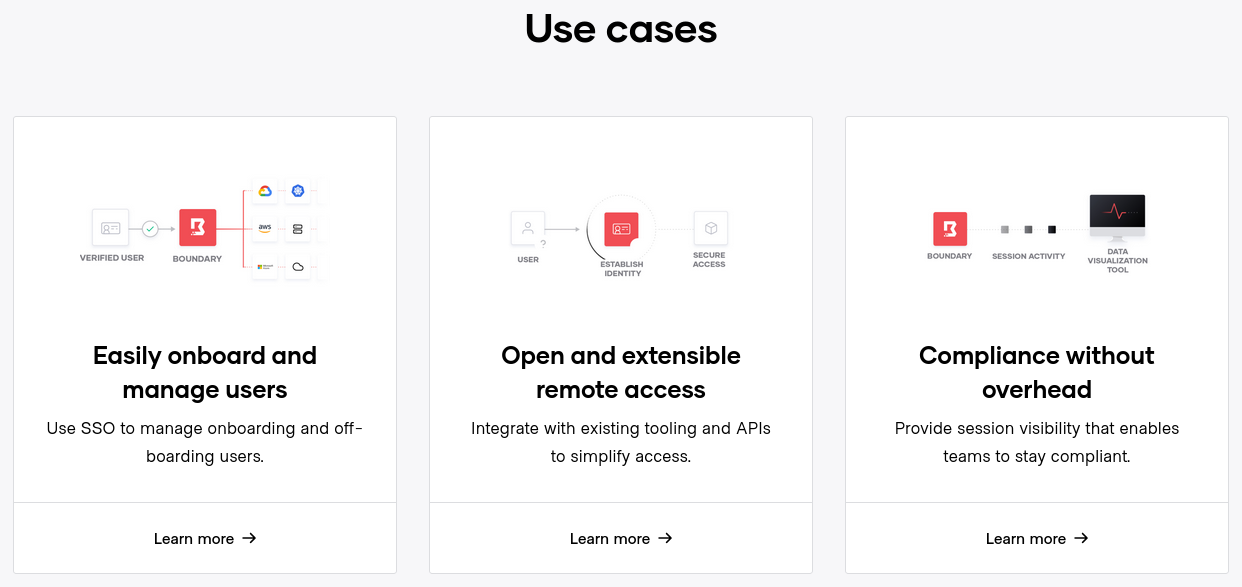 Use cases
aws
VERIFIED USER
BOUNDARY
Easily onboard and
manage users
Use SSO to manage onboarding and off-
boarding users.
Learn more
?
USER
ESTABLISH
IDENTITY
SECURE
ACCESS
Open and extensible
remote access
Integrate with existing tooling and APIs
to simplify access.
Learn more
BOUNDARY
SESSION ACTIVITY
DATA
VISUALIZATION
TOOL
Compliance without
overhead
Provide session visibility that enables
teams to stay compliant.
Learn more